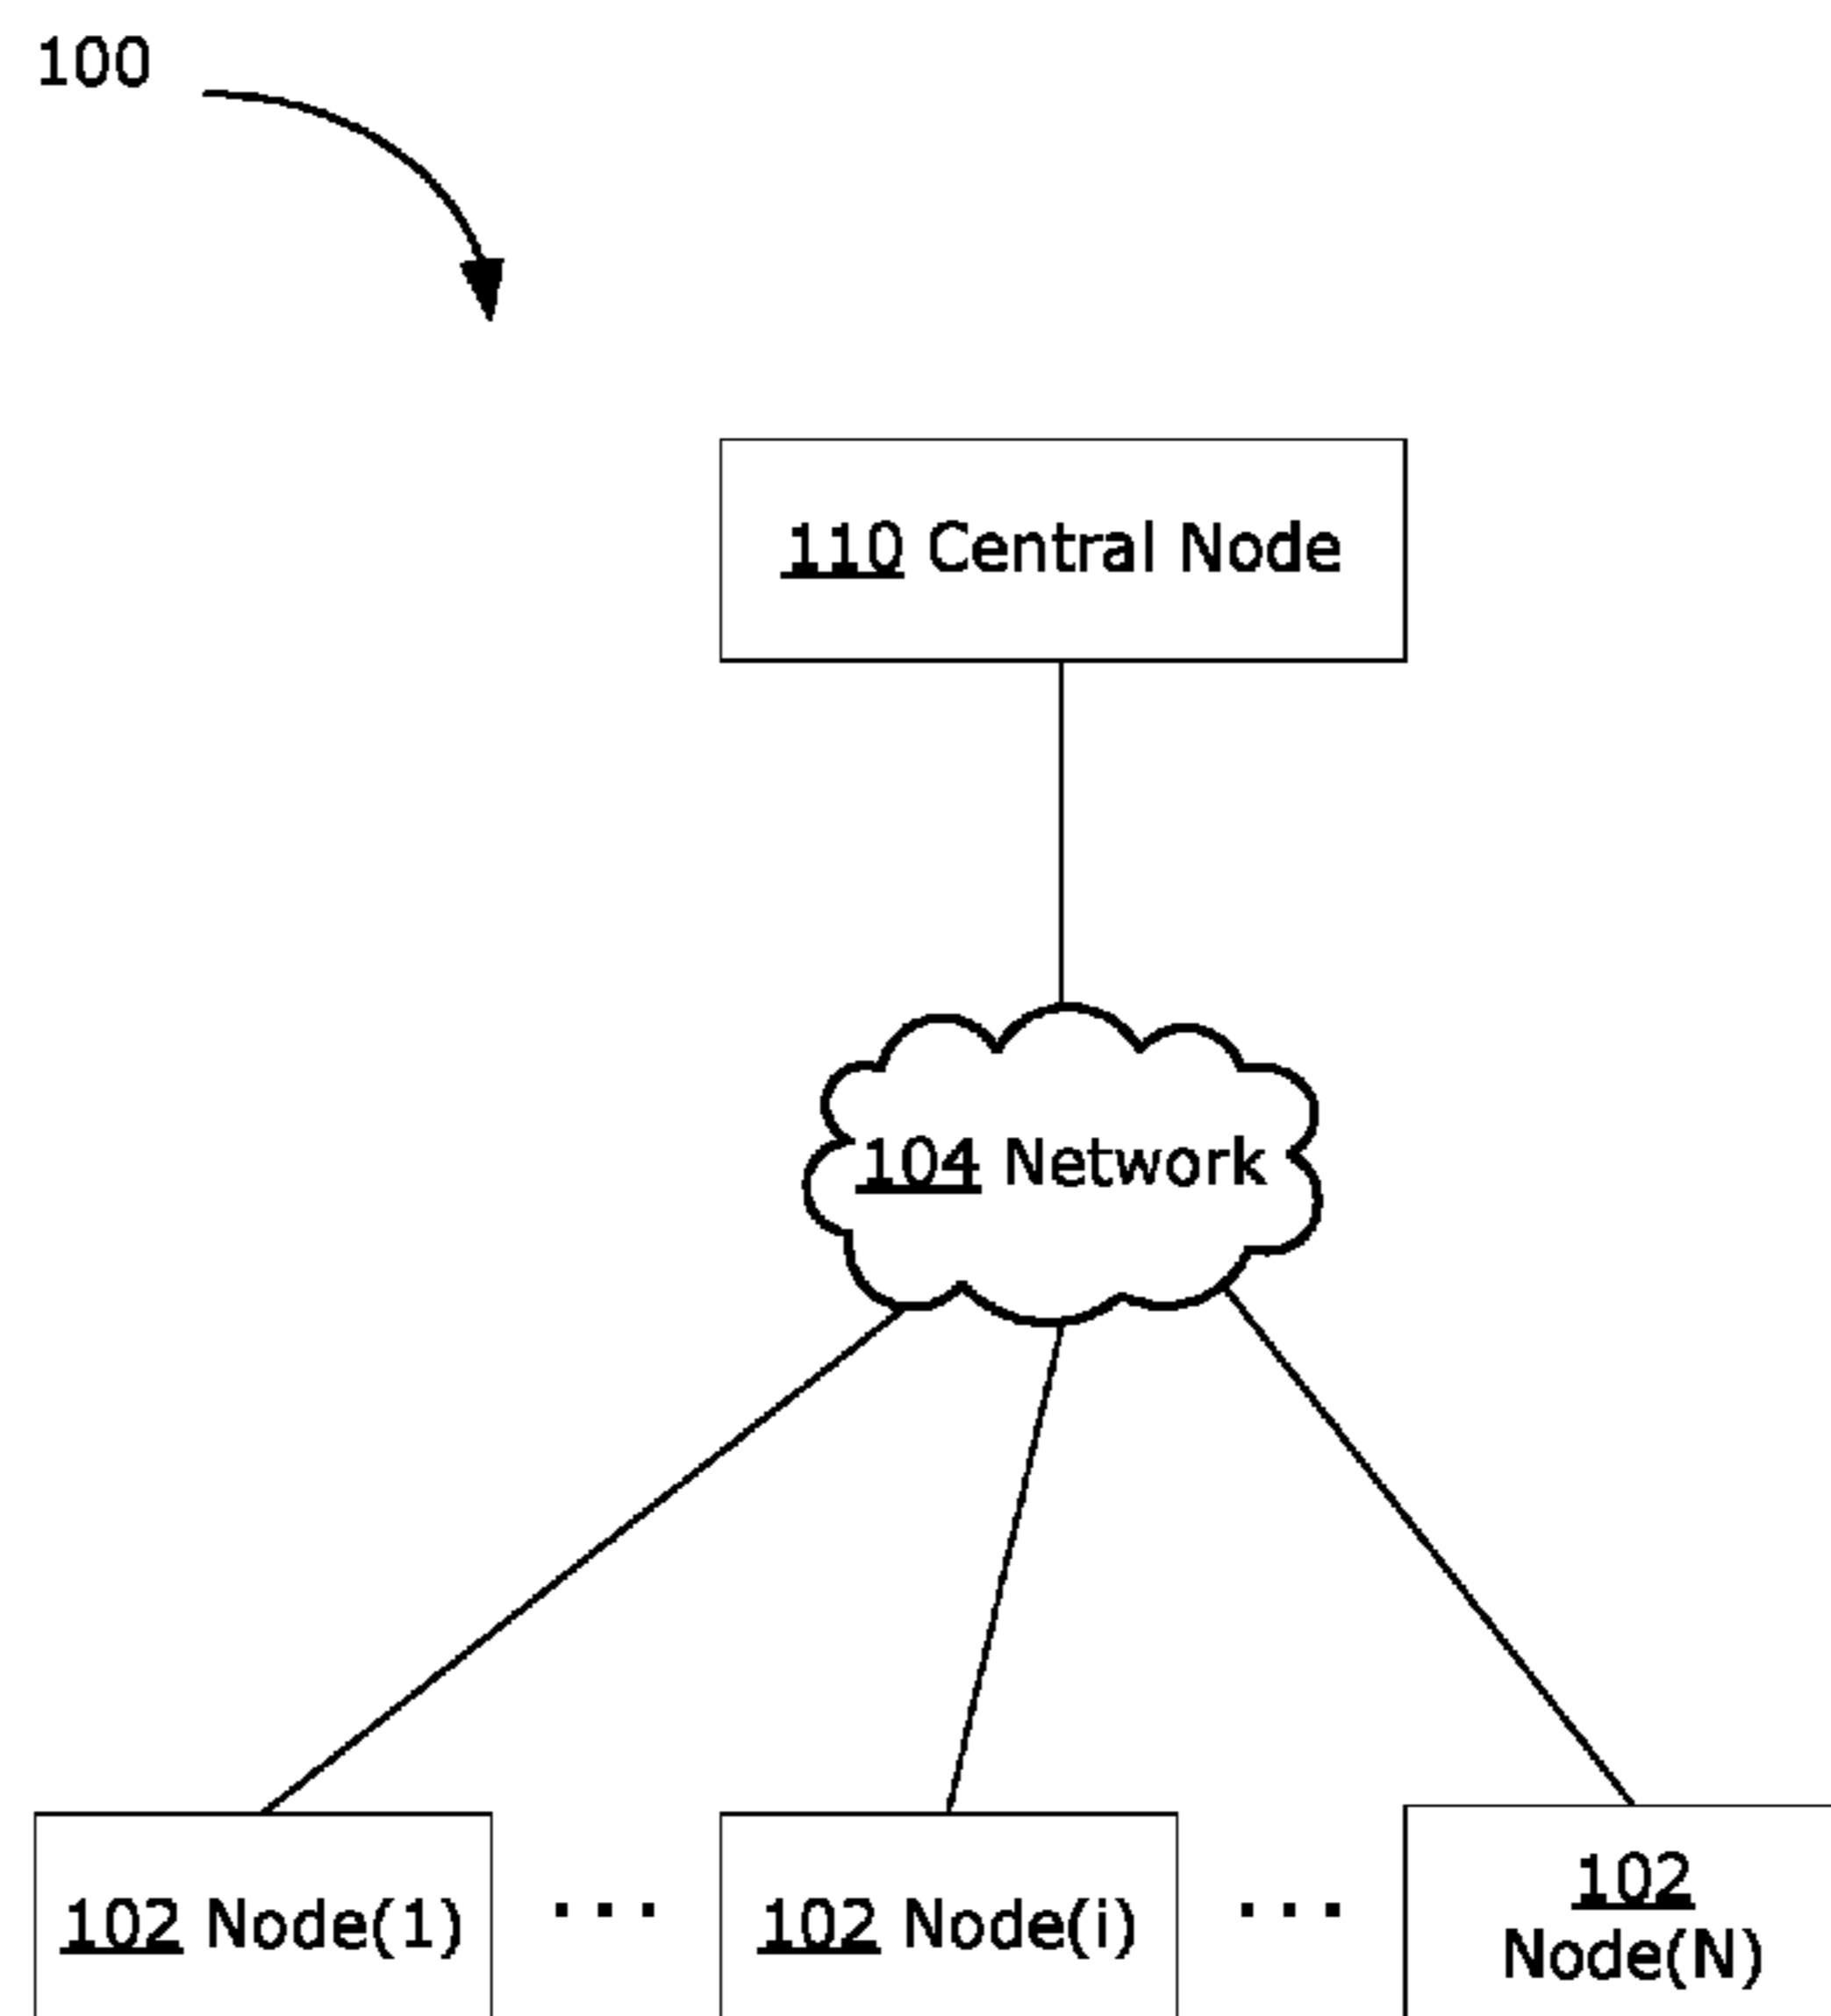 100
110 Central Node
104 Network
102 Node(1)
...
102 Node(i)
...
102
Node(N)